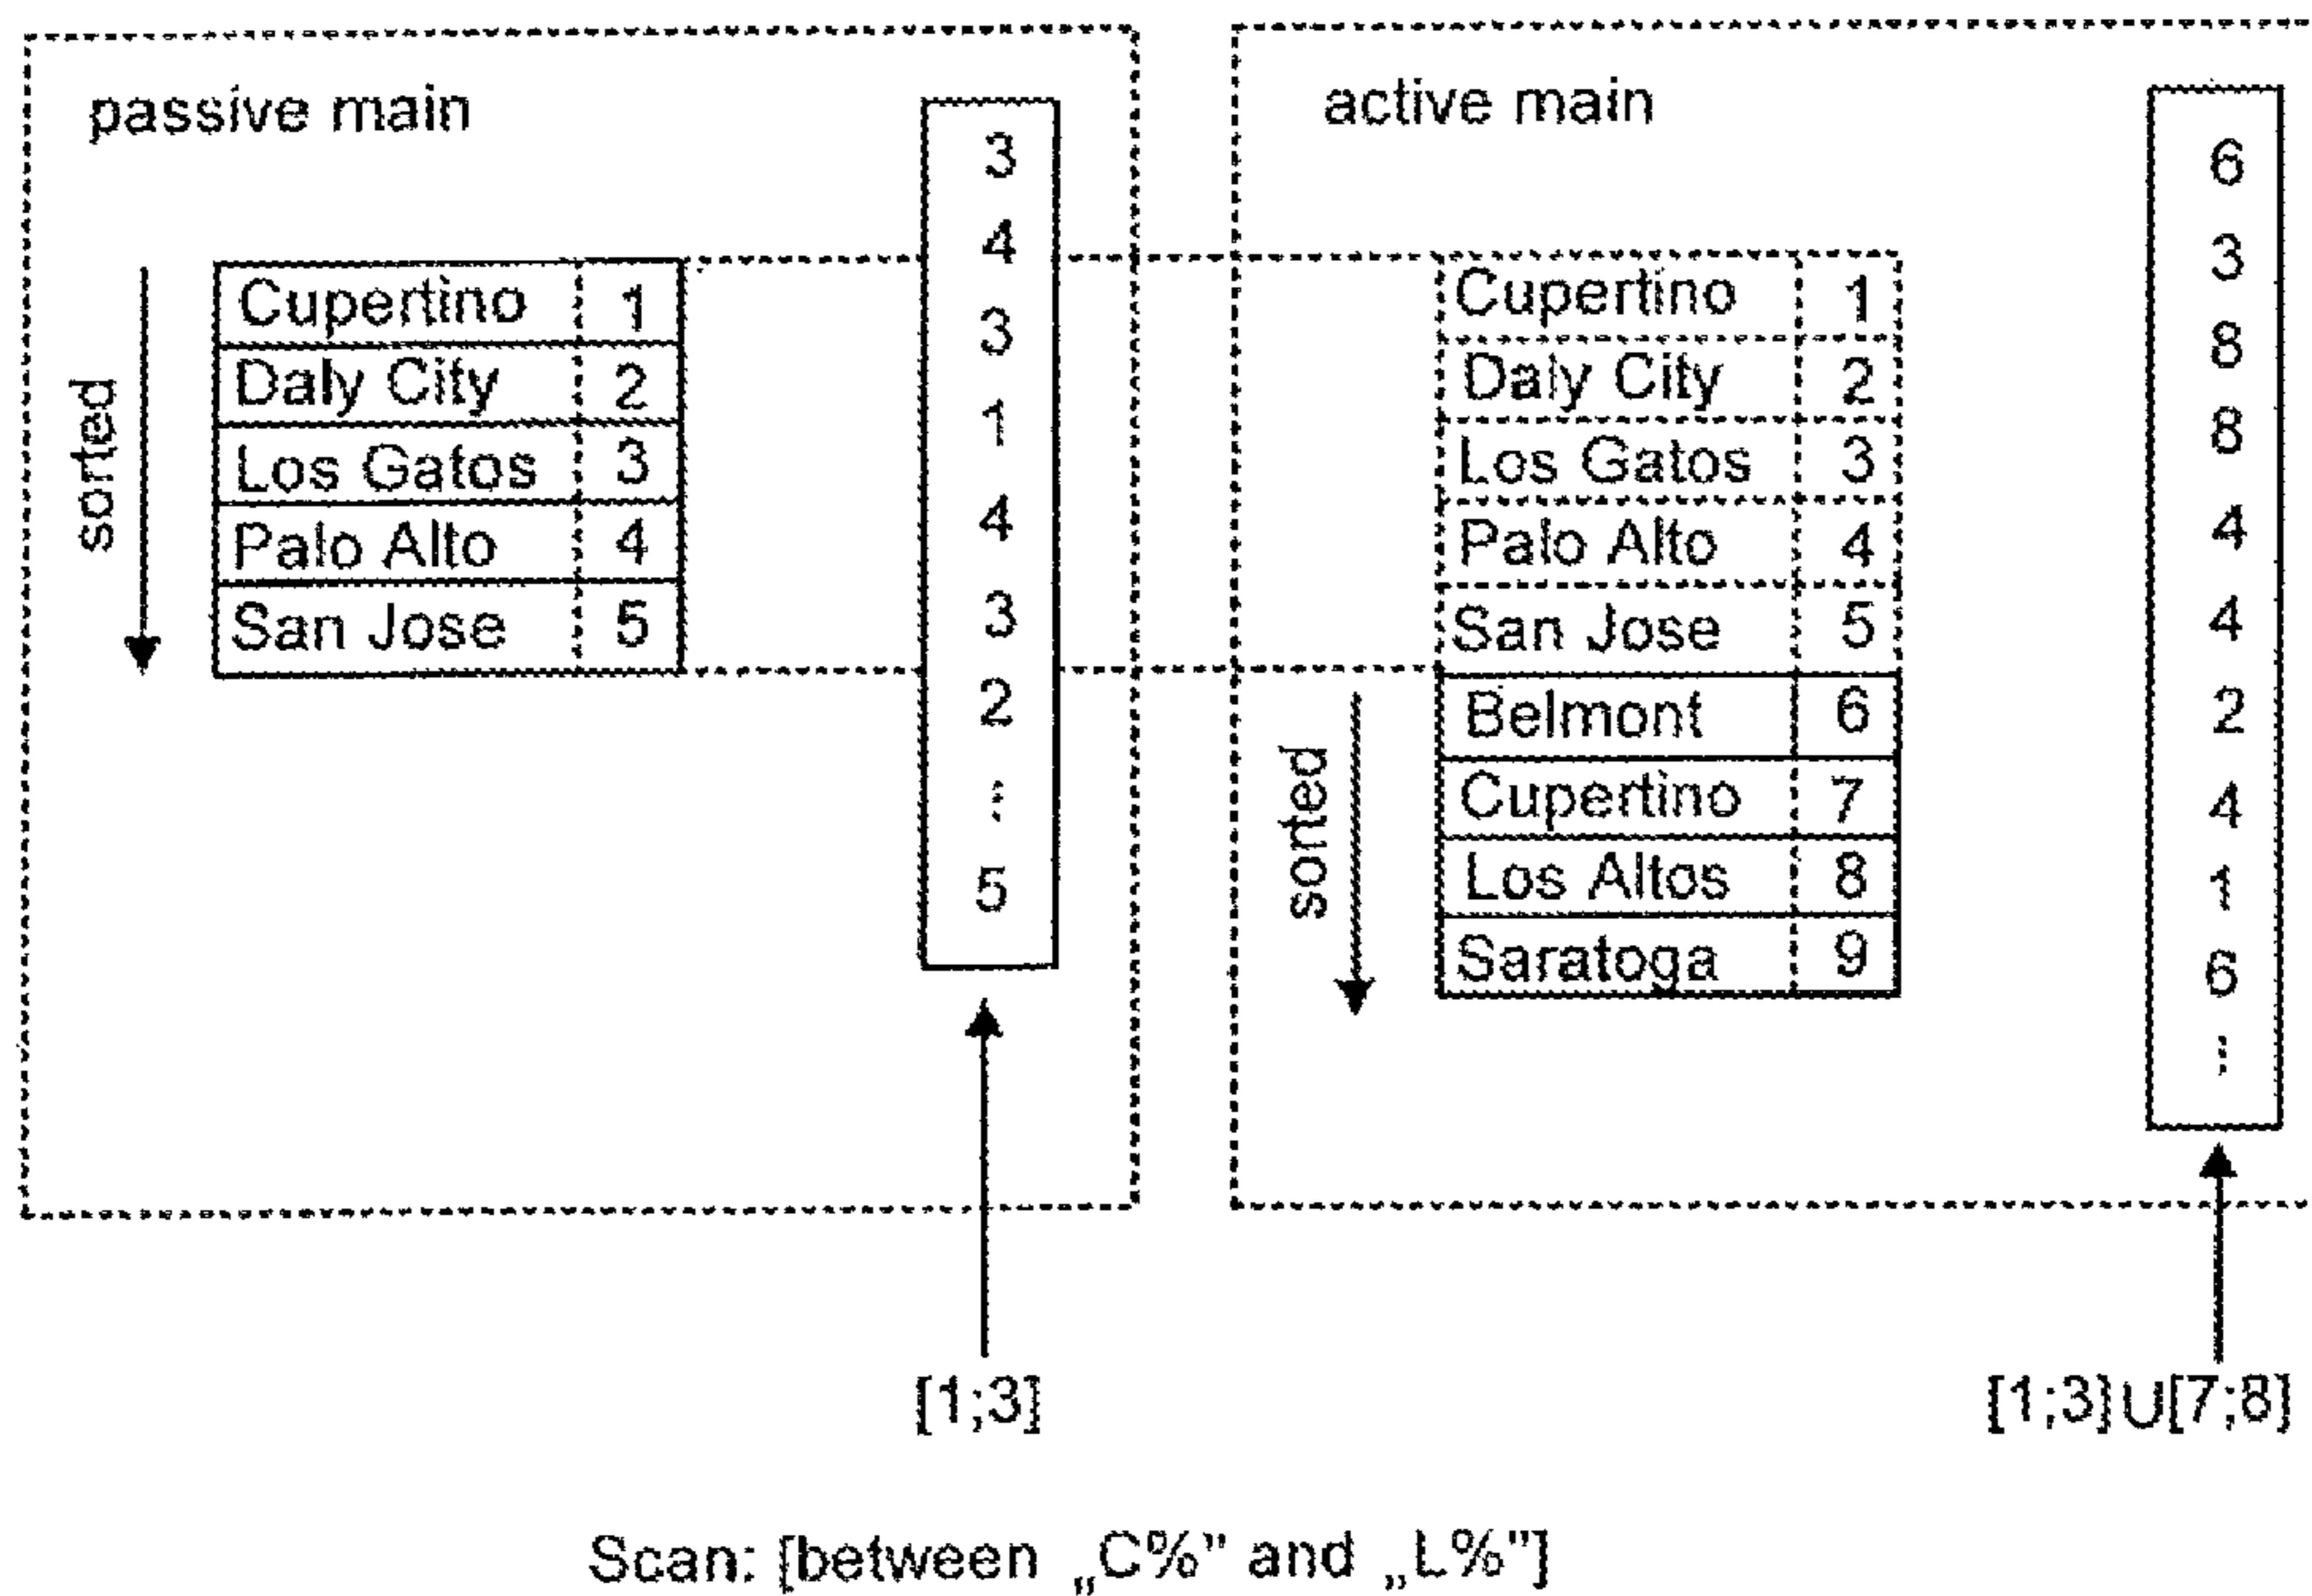 passive main
sorted
Cupertino 1
Daly City 2
Los Gatos 3
Palo Alto 4
San Jose 5
3
4
3
1
4
3
2
⋮
5
[1;3]
active main
Cupertino 1
Daly City 2
Los Gatos 3
Palo Alto 4
San Jose 5
sorted
Belmont 6
Cupertino 7
Los Altos 8
Saratoga 9
6
3
8
8
4
4
2
4
1
6
⋮
[1;3]U[7;8]
Scan: [between „C%" and „L%"]